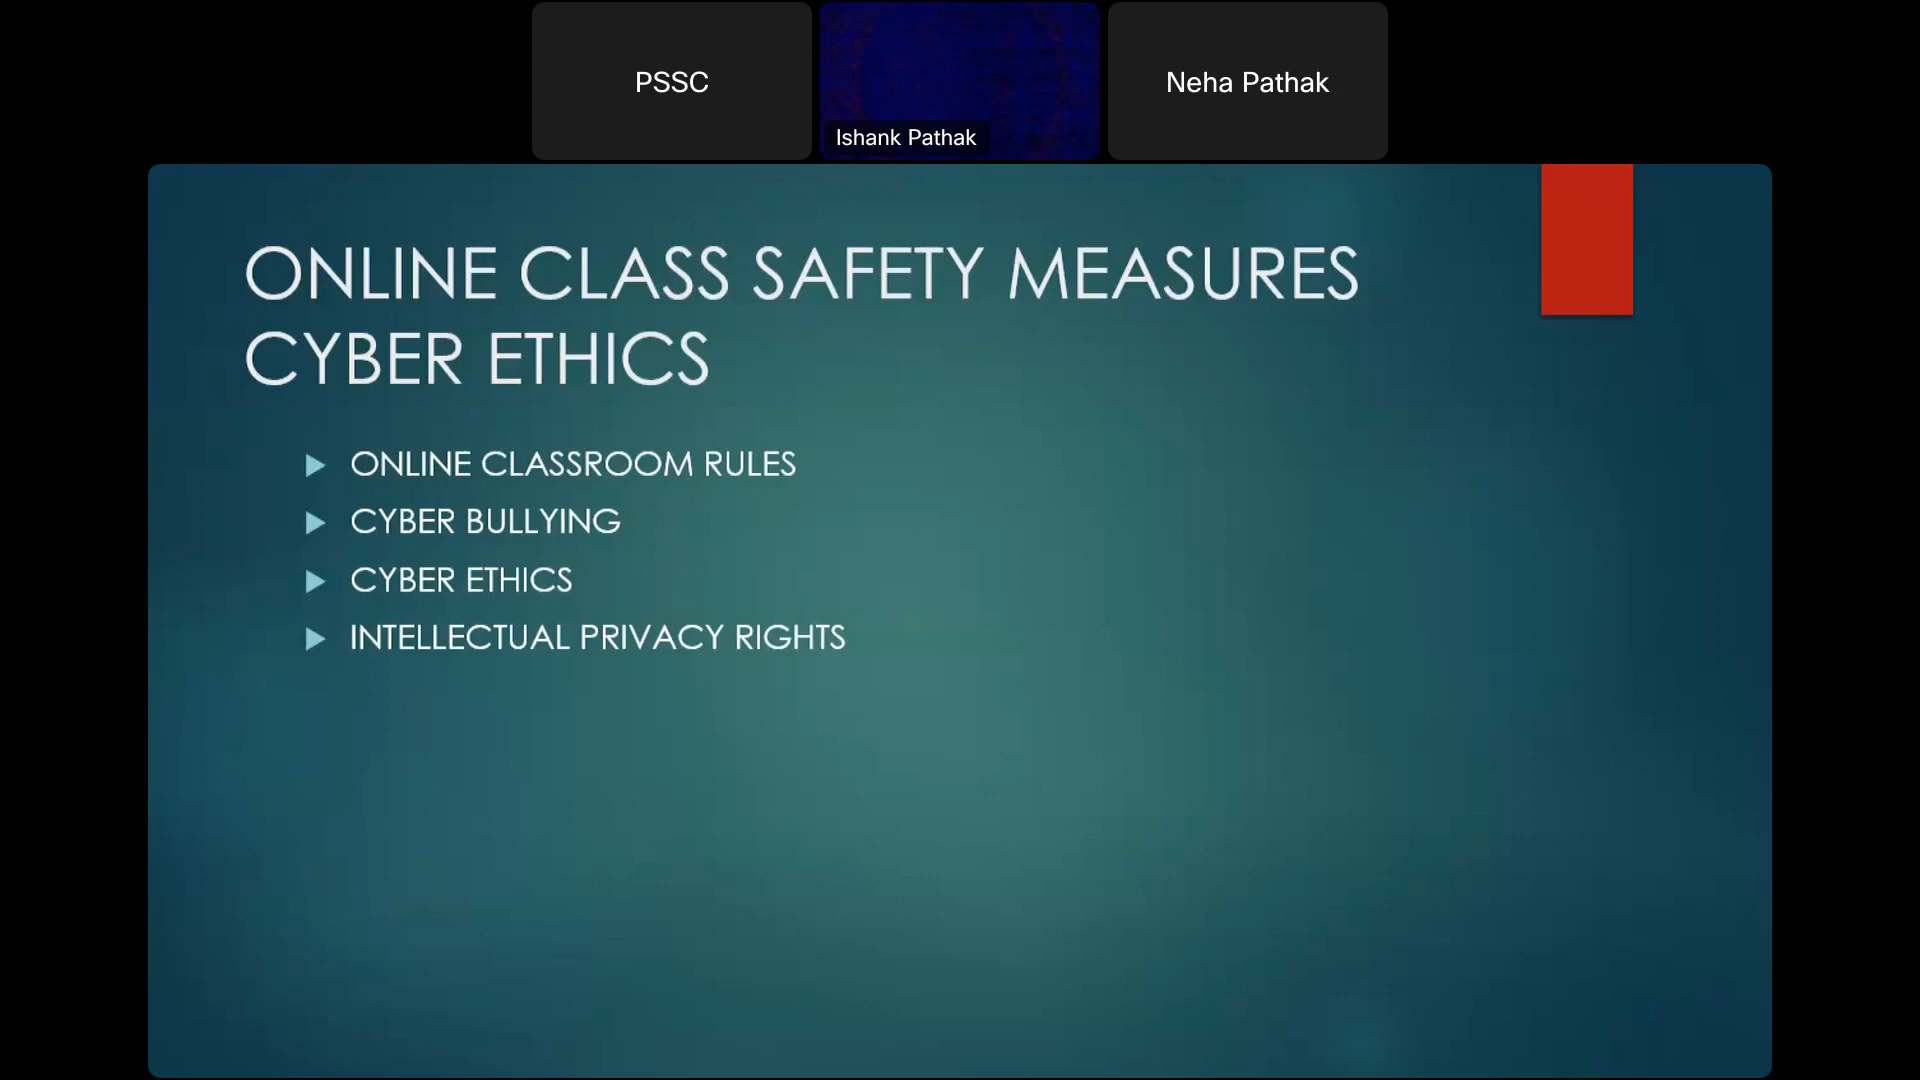 PSSC
Ishank Pathak
Neha Pathak
ONLINE CLASS SAFETY MEASURES
CYBER ETHICS
ONLINE CLASSROOM RULES
CYBER BULLYING
CYBER ETHICS
INTELLECTUAL PRIVACY RIGHTS